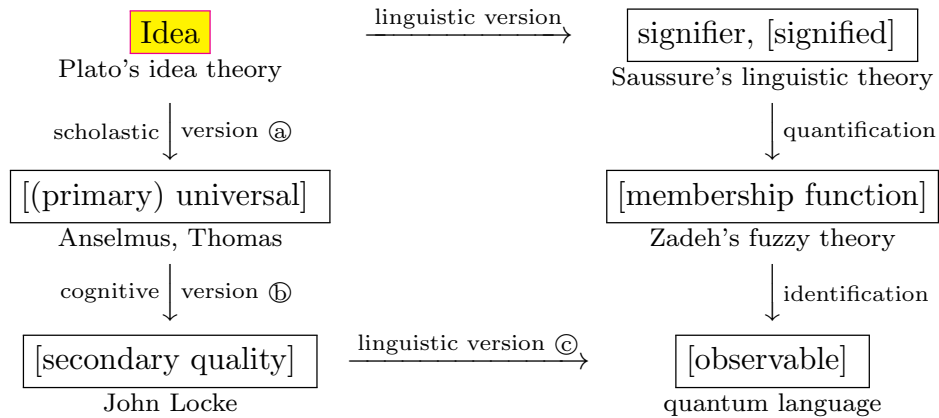 Idea
linguistic version
signifier, [signified]
Plato's idea theory
Saussure's linguistic theory
scholastic version ⓐ
quantification
[(primary) universal]
[membership function]
Anselmus, Thomas
Zadeh's fuzzy theory
cognitive version ⓑ
identification
[secondary quality]
linguistic version ⓒ
[observable]
John Locke
quantum language